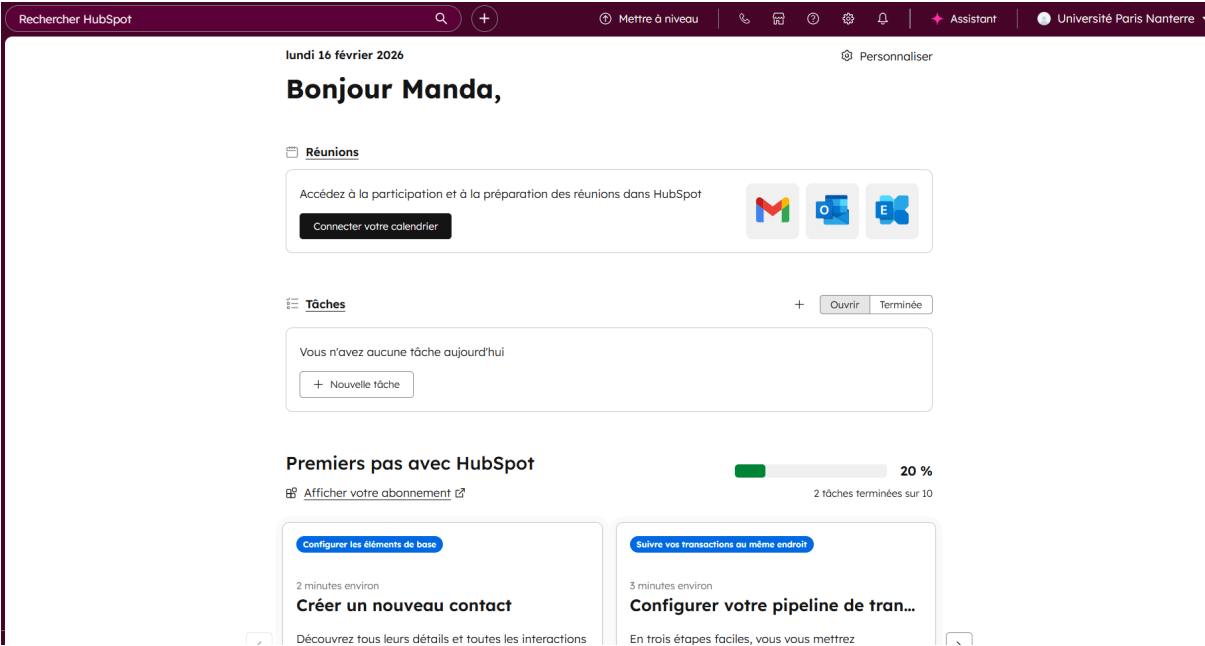 Rechercher HubSpot
Mettre à niveau
Assistant
Université Paris Nanterre
lundi 16 février 2026
Personnaliser
Bonjour Manda,
Réunions
Accédez à la participation et à la préparation des réunions dans HubSpot
Connecter votre calendrier
Tâches
Ouvrir
Terminée
Vous n'avez aucune tâche aujourd'hui
+ Nouvelle tâche
Premiers pas avec HubSpot
20 %
Afficher votre abonnement
2 tâches terminées sur 10
Configurer les éléments de base
2 minutes environ
Créer un nouveau contact
Découvrez tous leurs détails et toutes les interactions
Suivre vos transactions au même endroit
3 minutes environ
Configurer votre pipeline de tran...
En trois étapes faciles, vous vous mettrez